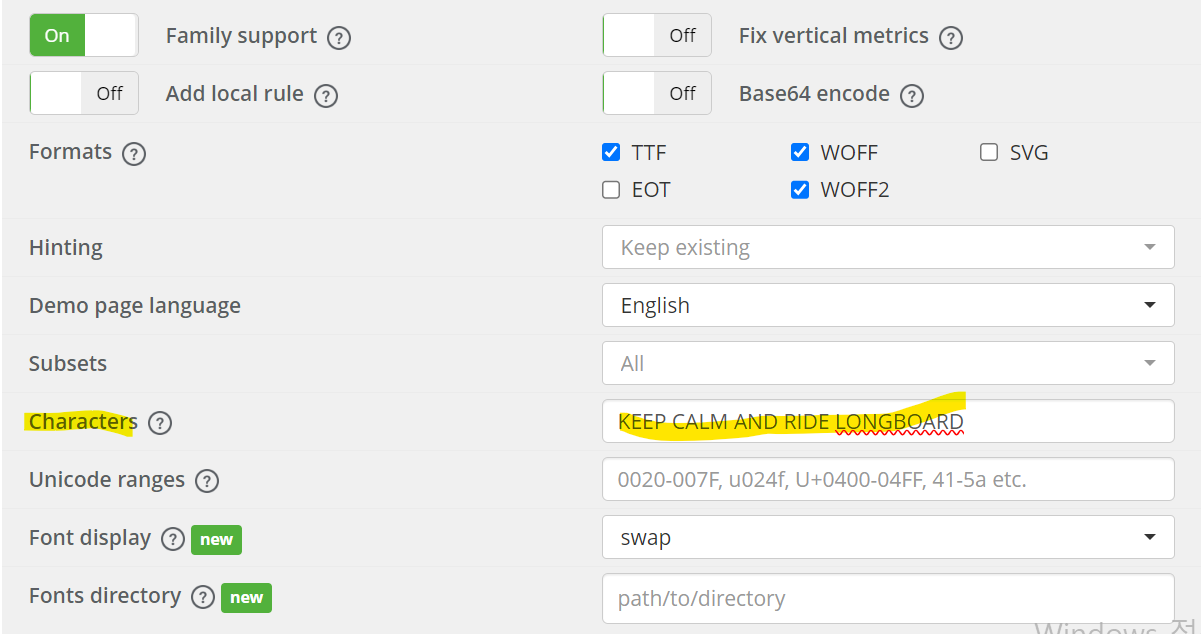 On Family support ? Off Fix vertical metrics ?
Off Add local rule ? Off Base64 encode ?
Formats ? TTF WOFF SVG
EOT WOFF2
Hinting Keep existing
Demo page language English
Subsets All
Characters ? KEEP CALM AND RIDE LONGBOARD
Unicode ranges ? 0020-007F, u024f, U+0400-04FF, 41-5a etc.
Font display ? new swap
Fonts directory ? new path/to/directory
Windows 정